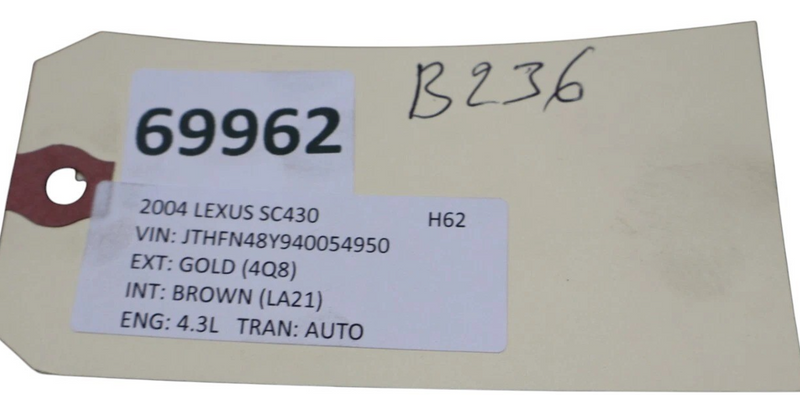 B236
69962
2004 LEXUS SC430 H62
VIN: JTHFN48Y940054950
EXT: GOLD (4Q8)
INT: BROWN (LA21)
ENG: 4.3L TRAN: AUTO